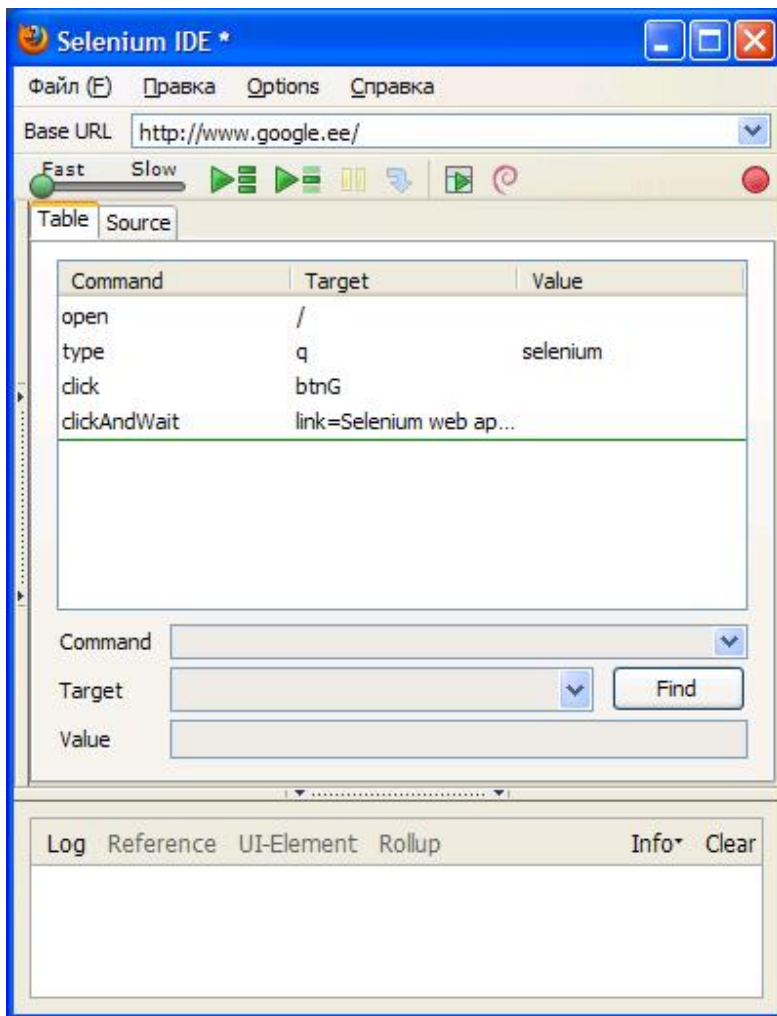 Selenium IDE *
Файл (F) Правка Options Справка
Base URL http://www.google.ee/
Fast Slow
Table Source
Command Target Value
open /
type q selenium
click btnG
clickAndWait link=Selenium web ap...
Command
Target Find
Value
Log Reference UI-Element Rollup Info Clear